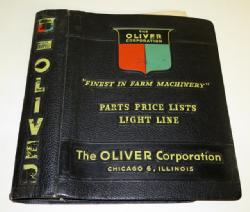 THE
OLIVER
CORPORATION
"FINEST IN FARM MACHINERY"
PARTS PRICE LISTS
LIGHT LINE
The OLIVER Corporation
CHICAGO 6, ILLINOIS
OLIVER